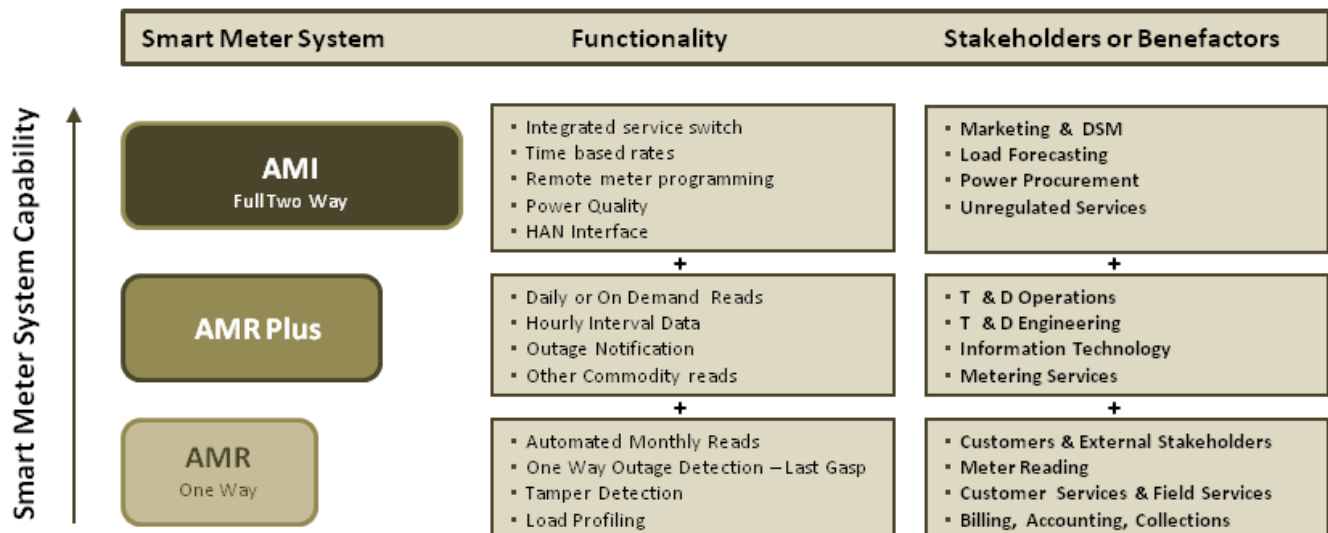 Smart Meter System
Functionality
Stakeholders or Benefactors
Smart Meter System Capability
AMI
Full Two Way
▪ Integrated service switch
▪ Time based rates
▪ Remote meter programming
▪ Power Quality
▪ HAN Interface
▪ Marketing & DSM
▪ Load Forecasting
▪ Power Procurement
▪ Unregulated Services
+
+
AMR Plus
▪ Daily or On Demand Reads
▪ Hourly Interval Data
▪ Outage Notification
▪ Other Commodity reads
▪ T & D Operations
▪ T & D Engineering
▪ Information Technology
▪ Metering Services
+
+
AMR
One Way
▪ Automated Monthly Reads
▪ One Way Outage Detection – Last Gasp
▪ Tamper Detection
▪ Load Profiling
▪ Customers & External Stakeholders
▪ Meter Reading
▪ Customer Services & Field Services
▪ Billing, Accounting, Collections